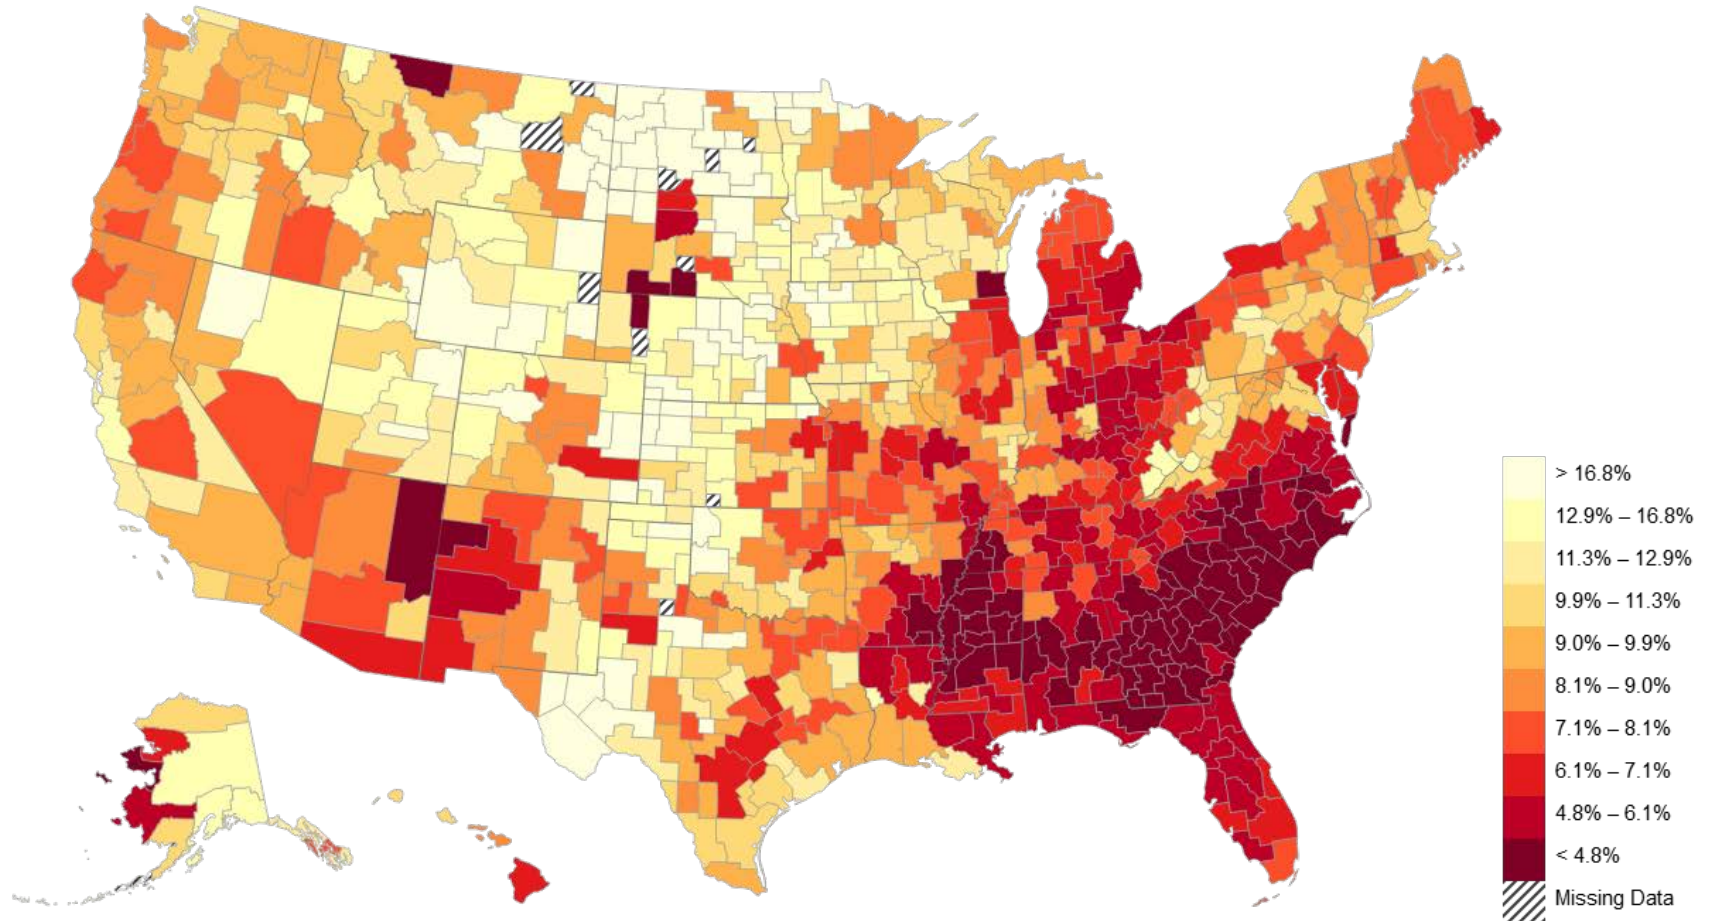 > 16.8%
12.9% – 16.8%
11.3% – 12.9%
9.9% – 11.3%
9.0% – 9.9%
8.1% – 9.0%
7.1% – 8.1%
6.1% – 7.1%
4.8% – 6.1%
< 4.8%
Missing Data